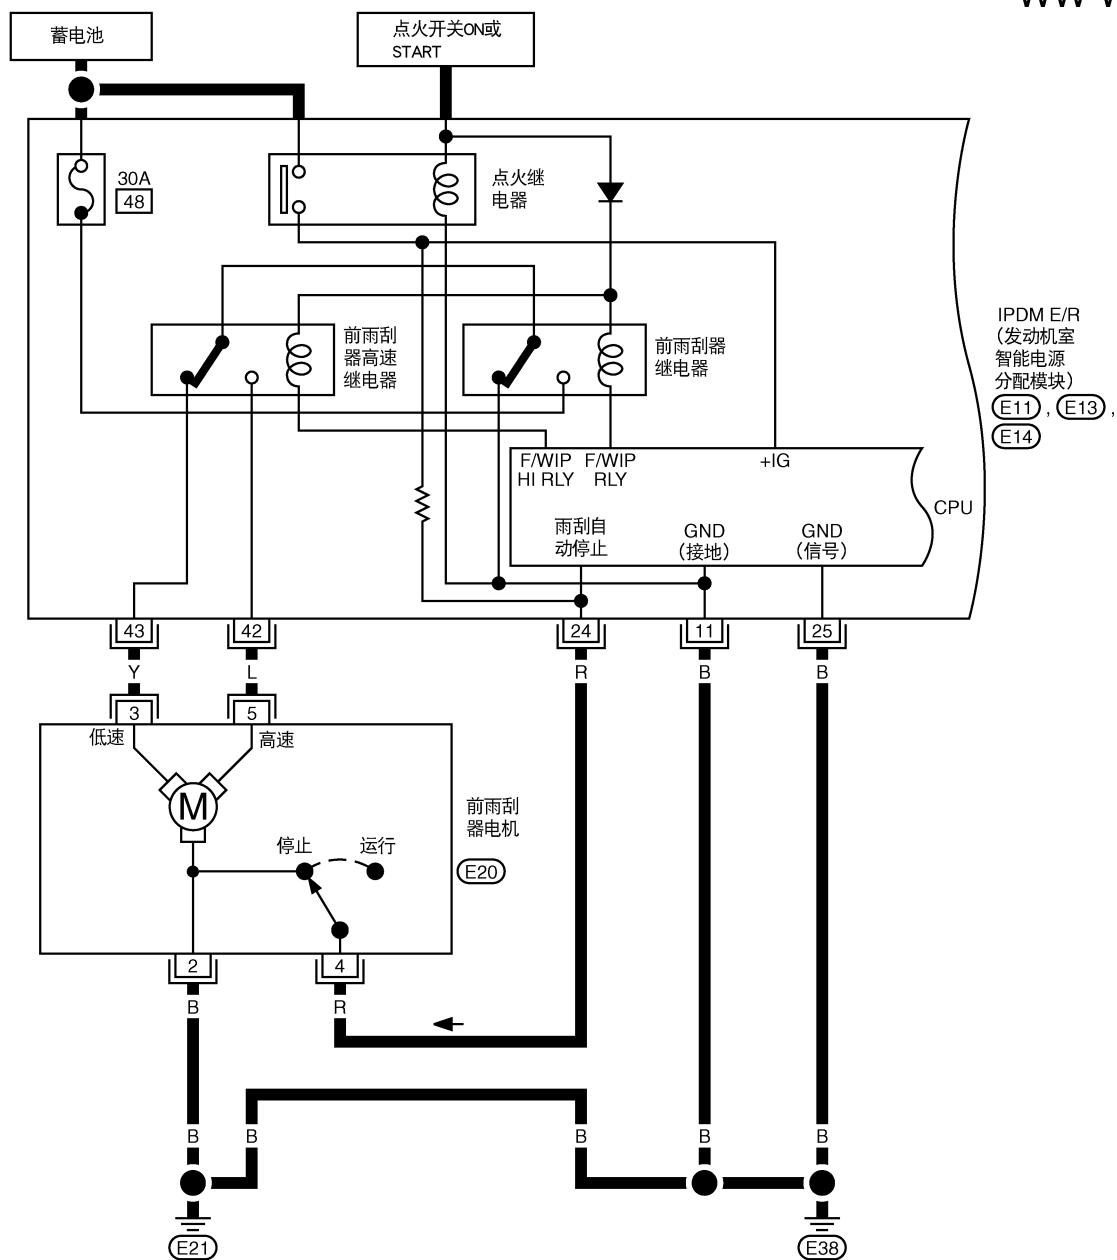 蓄电池
点火开关ON或
START
30A
48
点火继
电器
前雨刮
器高速
继电器
前雨刮器
继电器
IPDM E/R
（发动机室
智能电源
分配模块）
E11 , E13 ,
E14
F/WIP
HI RLY
F/WIP
RLY
+IG
CPU
雨刮自
动停止
GND
（接地）
GND
（信号）
43
42
24
11
25
Y
L
R
B
B
3
5
低速
高速
M
前雨刮
器电机
停止
运行
E20
2
4
B
R
B
B
B
B
B
E21
E38